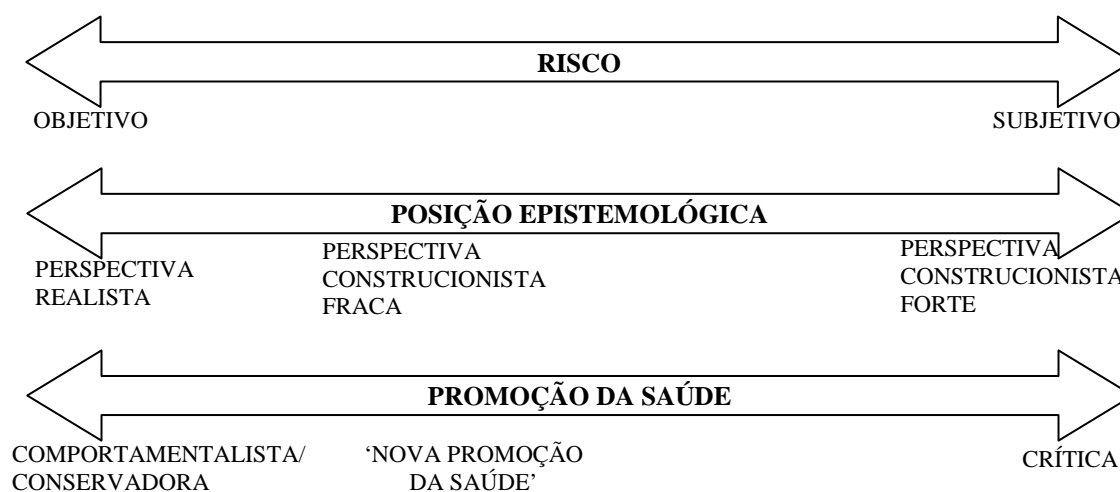 RISCO
OBJETIVO
SUBJETIVO
POSIÇÃO EPISTEMOLÓGICA
PERSPECTIVA
REALISTA
PERSPECTIVA
CONSTRUCIONISTA
FRACA
PERSPECTIVA
CONSTRUCIONISTA
FORTE
PROMOÇÃO DA SAÚDE
COMPORTAMENTALISTA/
CONSERVADORA
‘NOVA PROMOÇÃO
DA SAÚDE’
CRÍTICA